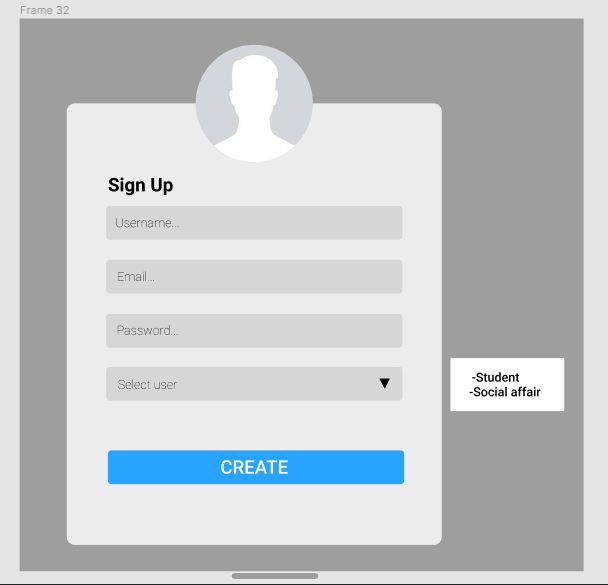 Frame 32
Sign Up
Username...
Email...
Password...
Select user
-Student
-Social affair
CREATE